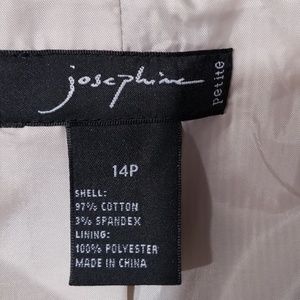 josephine
Petite
14P
SHELL:
97% COTTON
3% SPANDEX
LINING:
100% POLYESTER
MADE IN CHINA